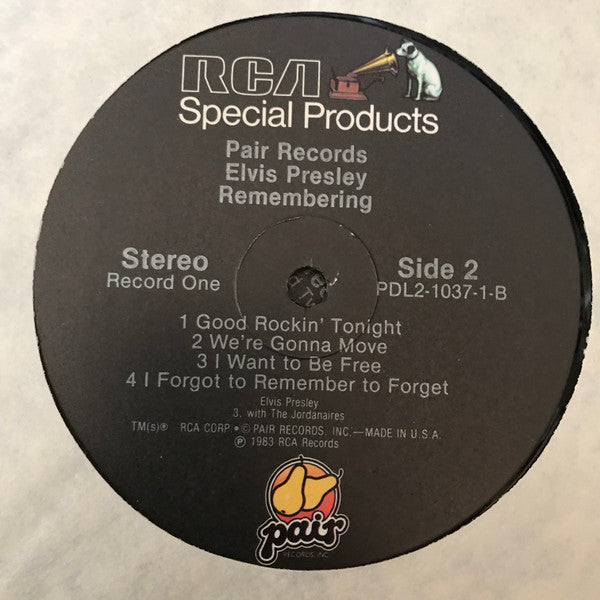 RCA
Special Products
Pair Records
Elvis Presley
Remembering
Stereo
Record One
Side 2
PDL2-1037-1-B
1 Good Rockin' Tonight
2 We're Gonna Move
3 I Want to Be Free
4 I Forgot to Remember to Forget
Elvis Presley
3. with The Jordanaires
TM(s)® RCA CORP.•© PAIR RECORDS, INC.—MADE IN U.S.A.
℗ 1983 RCA Records
pair
RECORDS, INC.